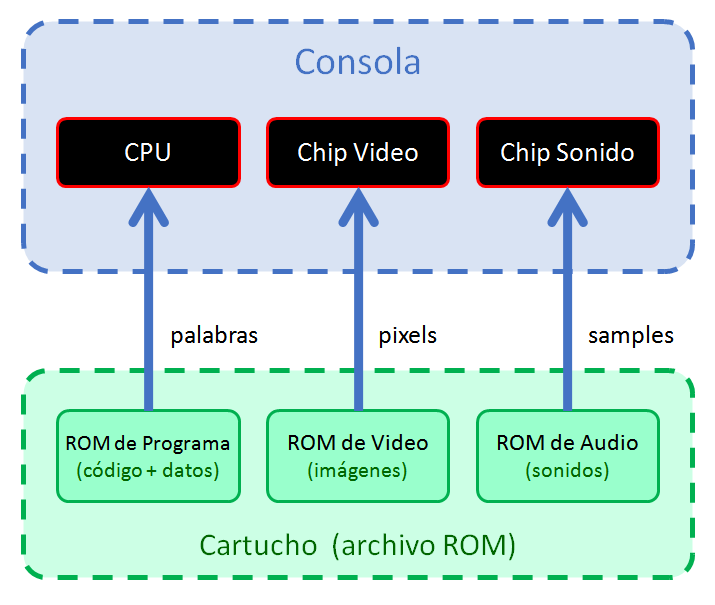 Consola
CPU
Chip Video
Chip Sonido
palabras
pixels
samples
ROM de Programa
(código + datos)
ROM de Video
(imágenes)
ROM de Audio
(sonidos)
Cartucho (archivo ROM)